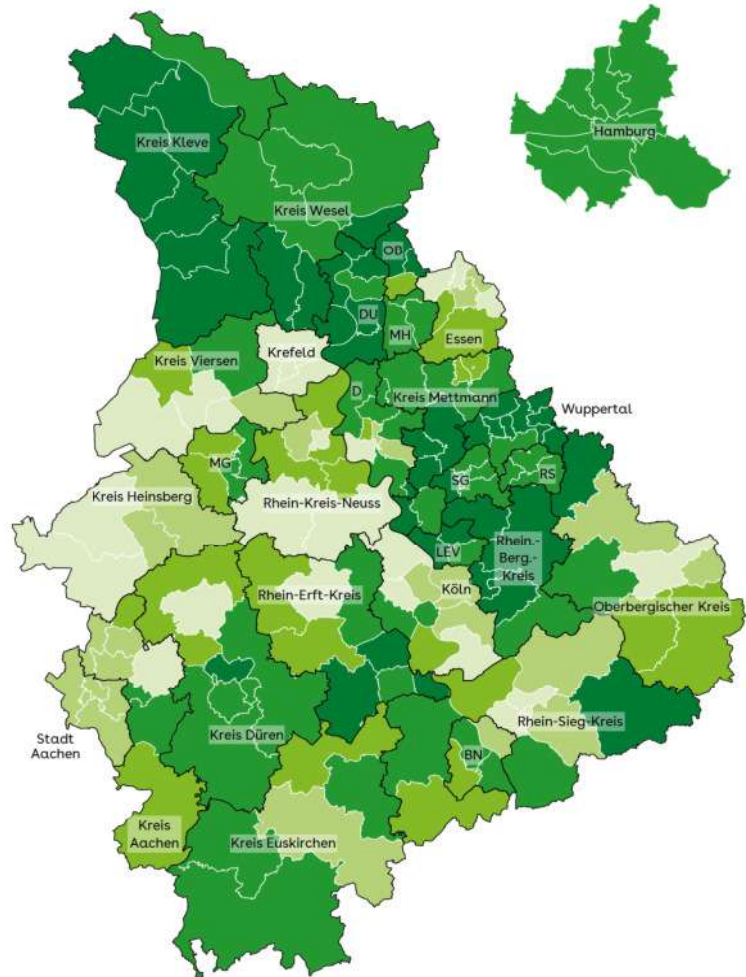 Hamburg
Kreis Kleve
Kreis Wesel
OB
DU
MH
Essen
Krefeld
Kreis Viersen
D
Kreis Mettmann
Wuppertal
MG
SG
RS
Kreis Heinsberg
Rhein-Kreis-Neuss
LEV
Rhein.-
Berg.-
Kreis
Rhein-Erft-Kreis
Köln
Oberbergischer Kreis
Stadt
Aachen
Kreis Düren
Rhein-Sieg-Kreis
BN
Kreis
Aachen
Kreis Euskirchen